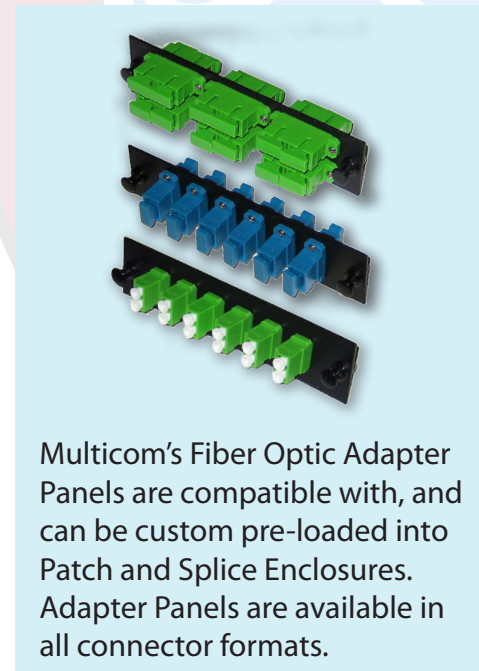 Multicom’s Fiber Optic Adapter
Panels are compatible with, and
can be custom pre-loaded into
Patch and Splice Enclosures.
Adapter Panels are available in
all connector formats.